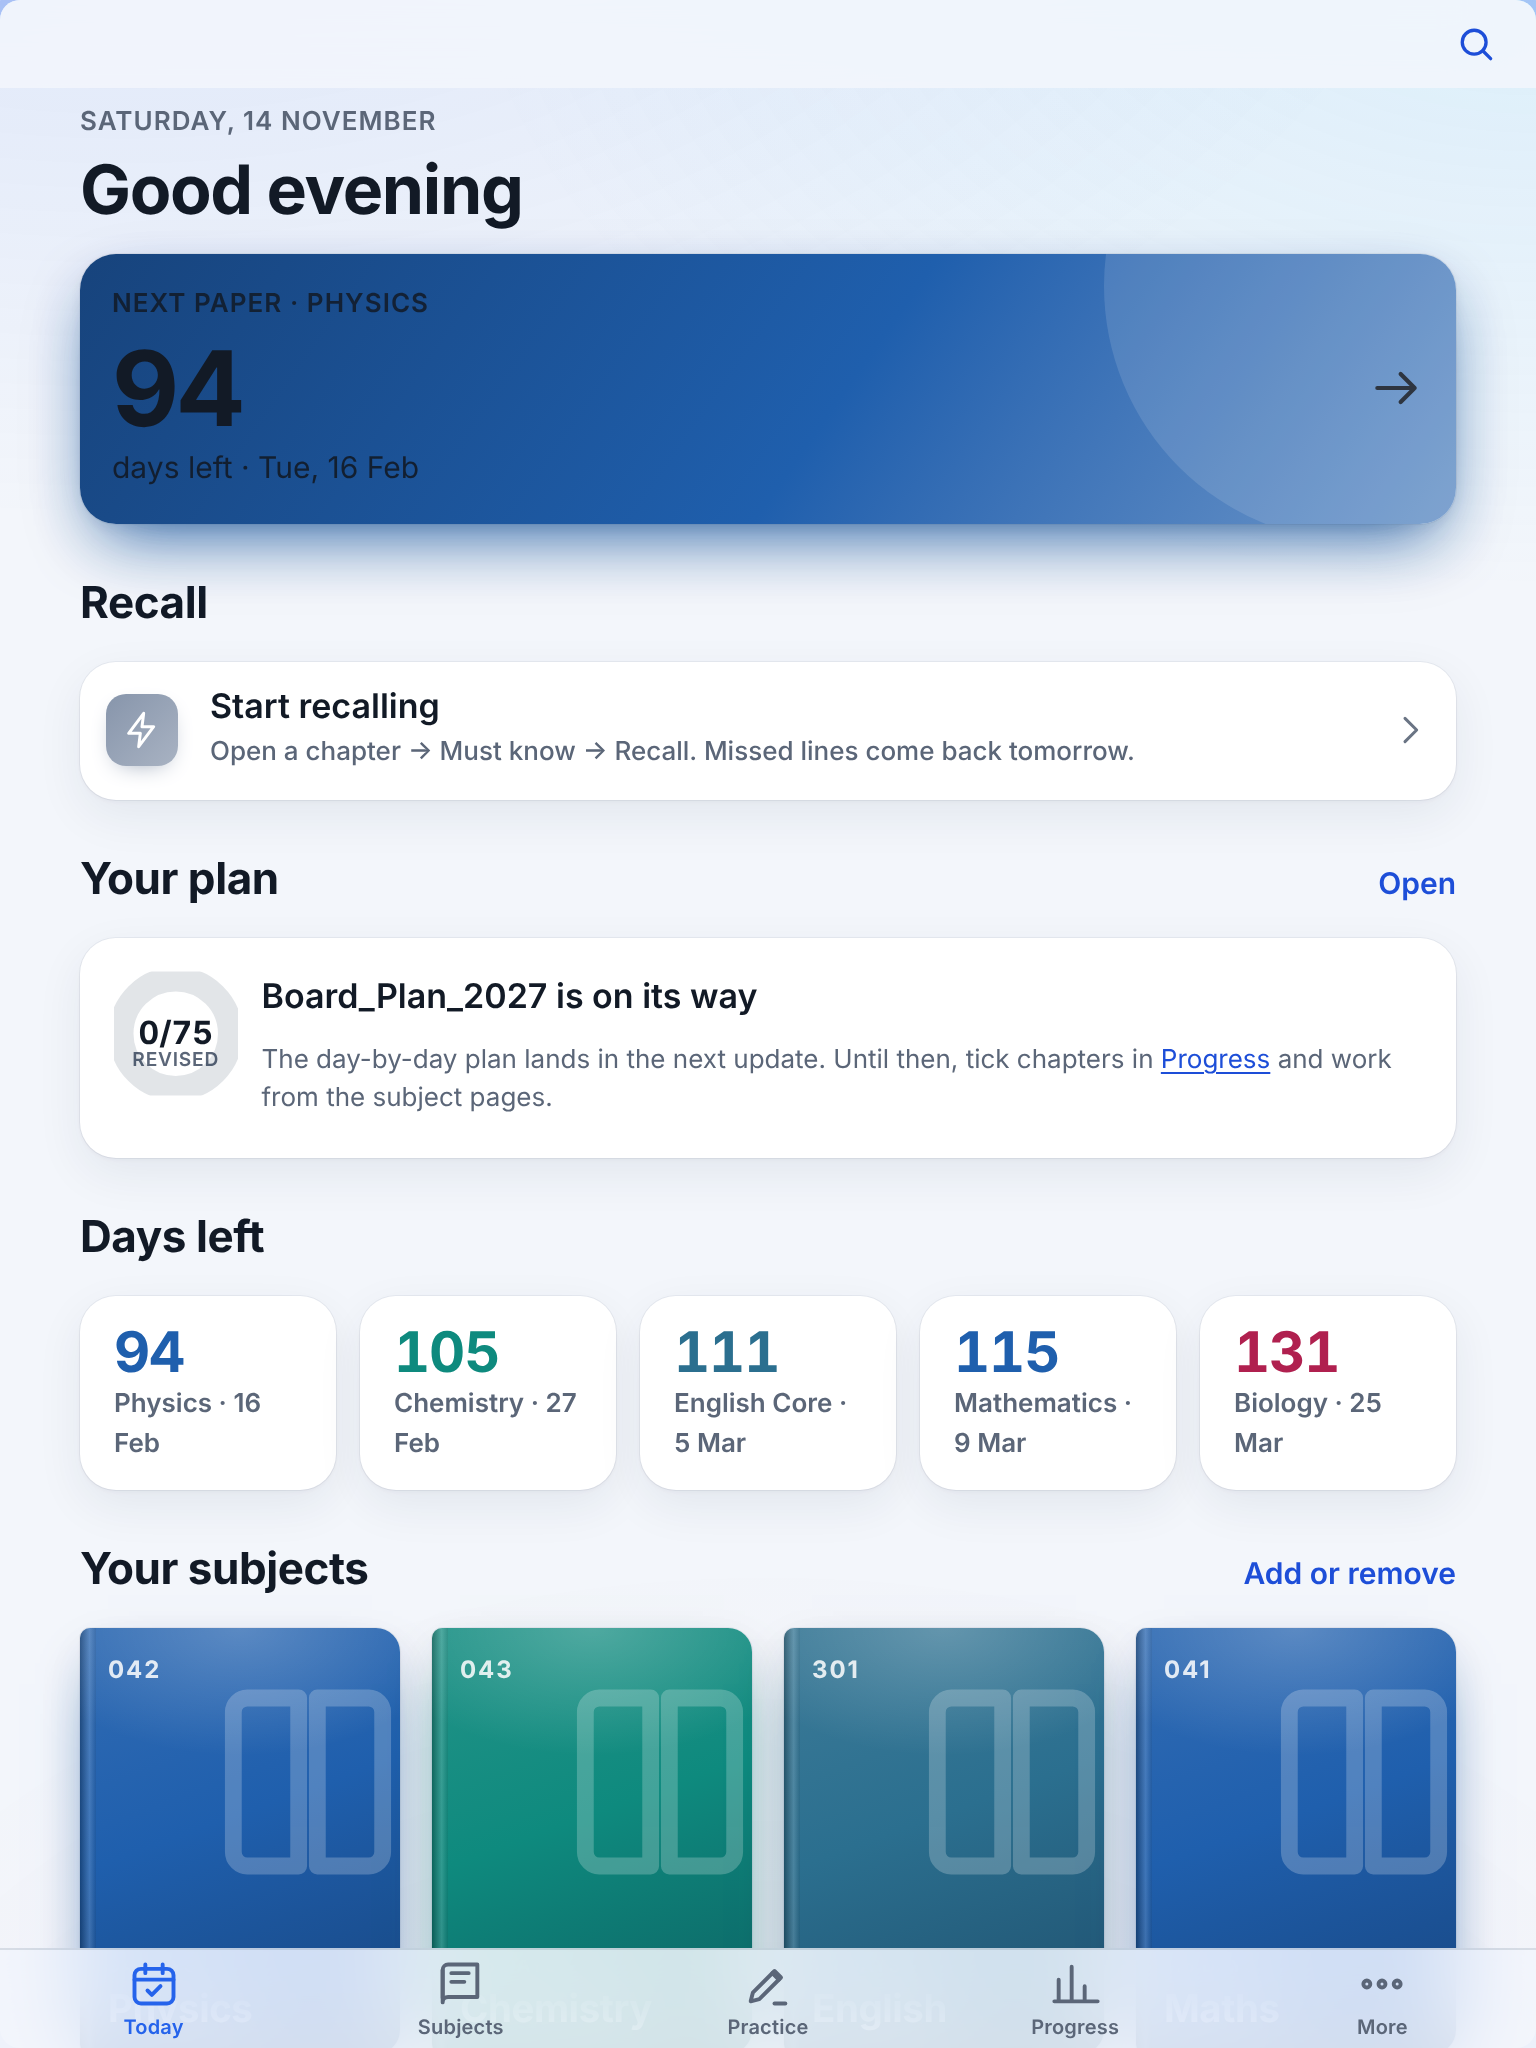 SATURDAY, 14 NOVEMBER
Good evening
NEXT PAPER · PHYSICS
94
days left · Tue, 16 Feb
Recall
Start recalling
Open a chapter → Must know → Recall. Missed lines come back tomorrow.
Your plan
Open
0/75
REVISED
Board_Plan_2027 is on its way
The day-by-day plan lands in the next update. Until then, tick chapters in Progress and work
from the subject pages.
Days left
94
Physics · 16
Feb
105
Chemistry · 27
Feb
111
English Core ·
5 Mar
115
Mathematics ·
9 Mar
131
Biology · 25
Mar
Your subjects
Add or remove
042
043
301
041
Physics
Chemistry
English
Maths
Today
Subjects
Practice
Progress
More